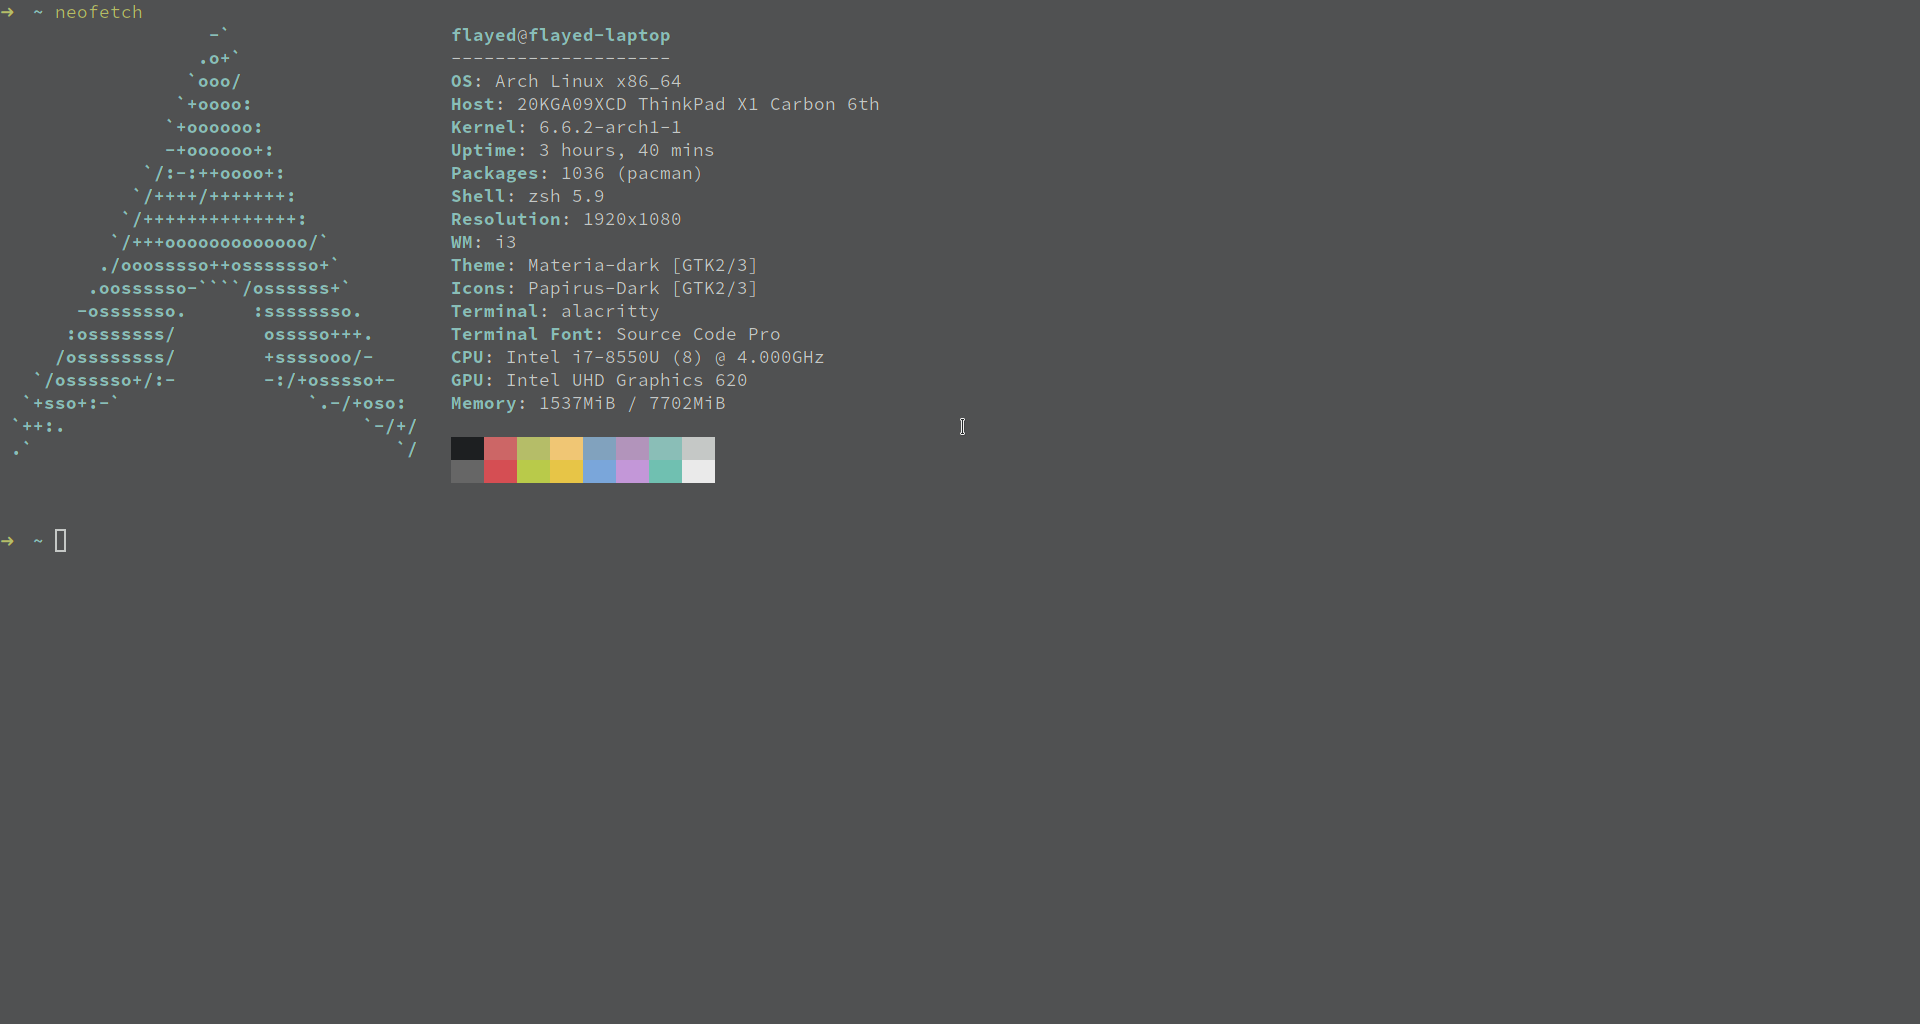 ➜  ~ neofetch
                   -`
                  .o+`
                 `ooo/
                `+oooo:
               `+oooooo:
               -+oooooo+:
             `/:-:++oooo+:
            `/++++/+++++++:
           `/++++++++++++++:
          `/+++ooooooooooooo/`
         ./ooosssso++osssssso+`
        .oossssso-````/ossssss+`
       -osssssso.      :ssssssso.
      :osssssss/        osssso+++.
     /ossssssss/        +ssssooo/-
   `/ossssso+/:-        -:/+osssso+-
  `+sso+:-`                 `.-/+oso:
 `++:.                           `-/+/
 .`                                 `/
flayed@flayed-laptop
--------------------
OS: Arch Linux x86_64
Host: 20KGA09XCD ThinkPad X1 Carbon 6th
Kernel: 6.6.2-arch1-1
Uptime: 3 hours, 40 mins
Packages: 1036 (pacman)
Shell: zsh 5.9
Resolution: 1920x1080
WM: i3
Theme: Materia-dark [GTK2/3]
Icons: Papirus-Dark [GTK2/3]
Terminal: alacritty
Terminal Font: Source Code Pro
CPU: Intel i7-8550U (8) @ 4.000GHz
GPU: Intel UHD Graphics 620
Memory: 1537MiB / 7702MiB
➜  ~